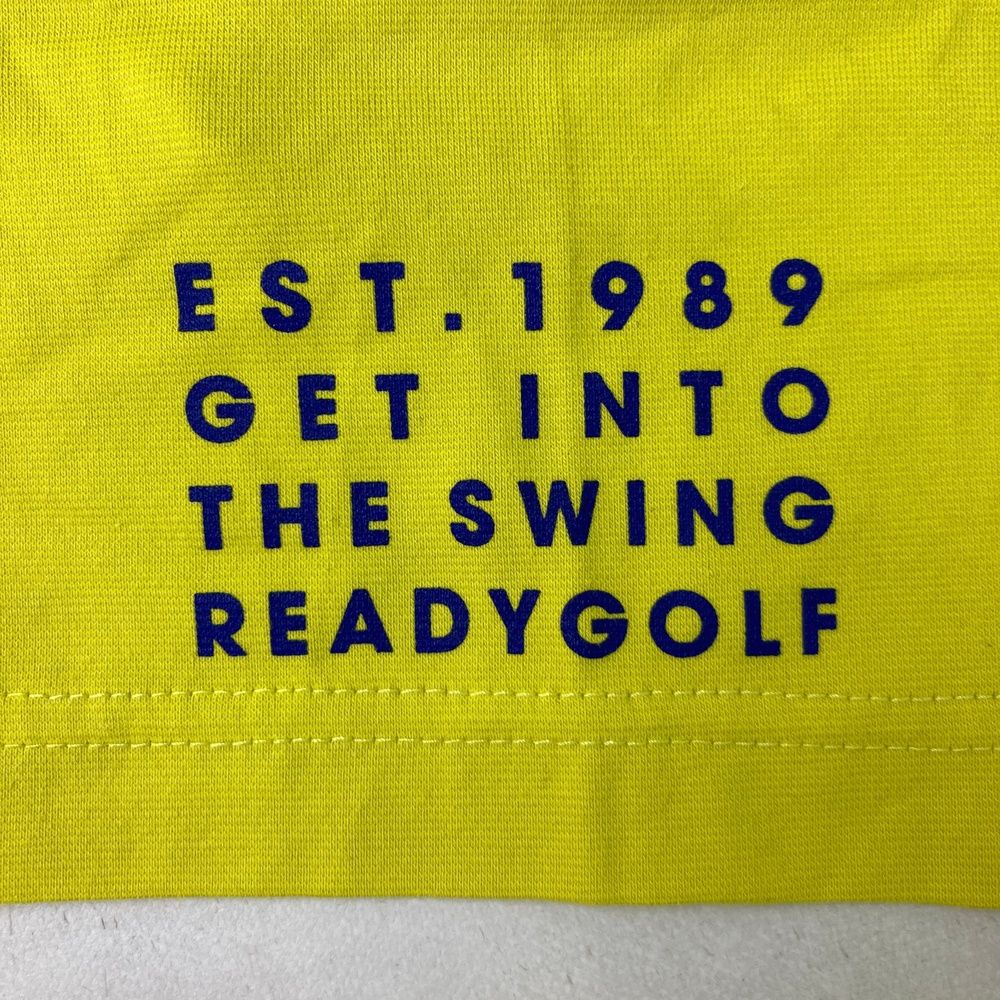 EST. 1989
GET INTO
THE SWING
READYGOLF